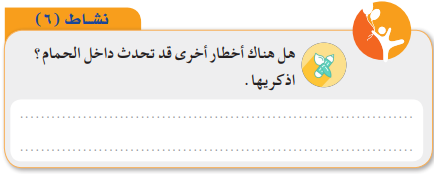 نشاط (٦)
هل هناك أخطار أخرى قد تحدث داخل الحمام؟
اذكريها.